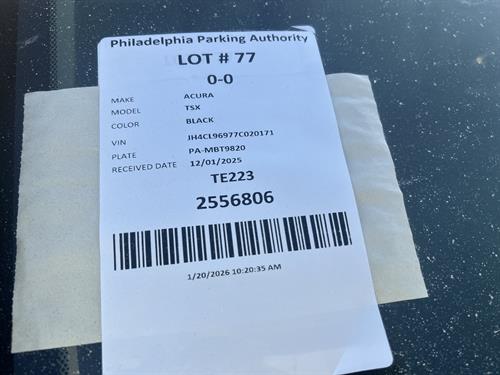 Philadelphia Parking Authority
LOT # 77
0-0
MAKE ACURA
MODEL TSX
COLOR BLACK
VIN JH4CL96977C020171
PLATE PA-MBT9820
RECEIVED DATE 12/01/2025
TE223
2556806
1/20/2026 10:20:35 AM